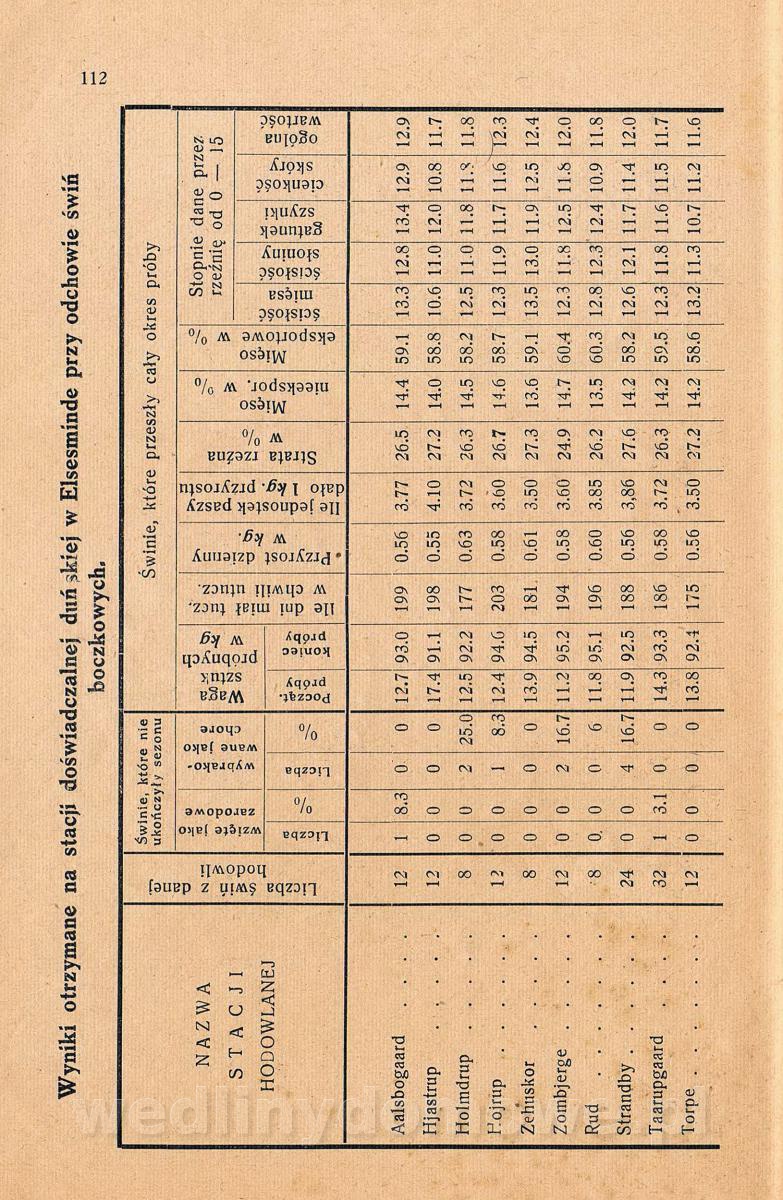 112
Wyniki otrzymane na stacji doświadczalnej duńskiej w Elsesminde przy odchowie świń
boczkowych.
NAZWA
STACJI
HODOWLANEJ
Liczba świń z danej
hodowli
Świnie, które nie
ukończyły sezonu
wzięte jako
zarodowe
Liczba
%
wybrako-
wane jako
chore
Liczba
%
Świnie, które przeszły cały okres próby
Waga
sztuk
próbnych
w kg
Począt.
próby
koniec
próby
Ile dni miał tucz,
w chwili utucz.
Przyrost dzienny
w kg.
Ile jednostek paszy
dało 1 kg. przyrostu
Strata rzeźna
w %
Mięso
nieekspor. w %
Mięso
eksportowe w %
Stopnie dane przez
rzeźnię od 0 — 15
ścisłość
mięsa
ścisłość
słoniny
gatunek
szynki
cienkość
skóry
ogólna
wartość
Aalsbogaard . . . . 12 1 8.3 0 0 12.7 93.0 199 0.56 3.77 26.5 14.4 59.1 13.3 12.8 13.4 12.9 12.9
Hjastrup . . . . . 12 0 0 0 0 17.4 91.1 198 0.55 4.10 27.2 14.0 58.8 10.6 11.0 12.0 10.8 11.7
Holmdrup . . . . 8 0 0 2 25.0 12.5 92.2 177 0.63 3.72 26.3 14.5 58.2 12.5 11.0 11.8 11.8 11.8
Hojrup . . . . . 12 0 0 1 8.3 12.4 94.6 203 0.58 3.60 26.7 14.6 58.7 12.3 11.9 11.7 11.6 12.3
Zehuskor . . . . 8 0 0 0 0 13.9 94.5 181 0.61 3.50 27.3 13.6 59.1 13.5 13.0 11.9 12.5 12.4
Zombjerge . . . . 12 0 0 2 16.7 11.2 95.2 194 0.58 3.60 24.9 14.7 60.4 12.3 11.8 12.5 11.8 12.0
Rud . . . . . . 8 0. 0 0 6 11.8 95.1 196 0.60 3.85 26.2 13.5 60.3 12.8 12.3 12.4 10.9 11.8
Strandby . . . . . 24 0 0 4 16.7 11.9 92.5 188 0.56 3,86 27.6 14.2 58.2 12.6 12.1 11.7 11.4 12.0
Taarupgaard . . . . 32 1 3.1 0 0 14.3 93.3 186 0.58 3.72 26.3 14.2 59.5 12.3 11.8 11.6 11.5 11.7
Torpe . . . . . . 12 0 0 0 0 13.8 92.4 175 0.56 3.50 27.2 14.2 58.6 13.2 11.3 10.7 11.2 11.6
wedlinydomowe.pl